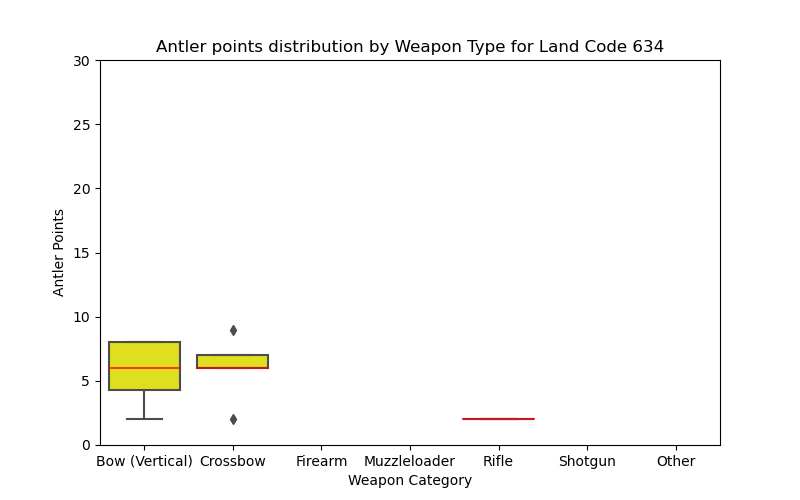 Antler points distribution by Weapon Type for Land Code 634
30
25
20
15
10
5
0
Antler Points
Bow (Vertical) Crossbow Firearm Muzzleloader Rifle Shotgun Other
Weapon Category